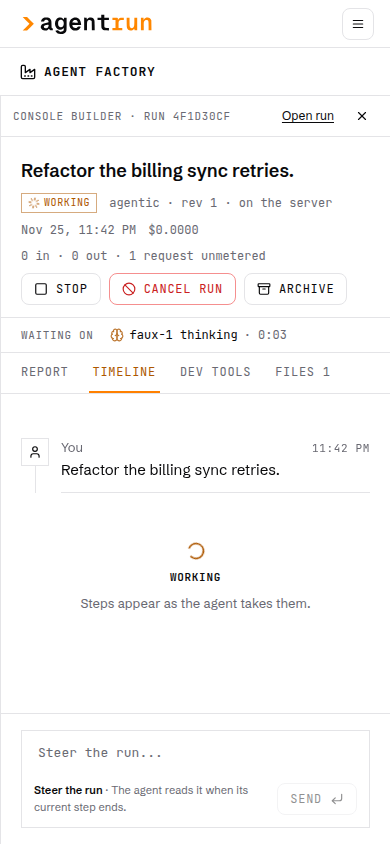 agentrun
AGENT FACTORY
CONSOLE BUILDER · RUN 4F1D30CF
Open run
Refactor the billing sync retries.
WORKING
agentic · rev 1 · on the server
Nov 25, 11:42 PM $0.0000
0 in · 0 out · 1 request unmetered
STOP
CANCEL RUN
ARCHIVE
WAITING ON faux-1 thinking · 0:03
REPORT TIMELINE DEV TOOLS FILES 1
You 11:42 PM
Refactor the billing sync retries.
WORKING
Steps appear as the agent takes them.
Steer the run...
Steer the run · The agent reads it when its
current step ends.
SEND